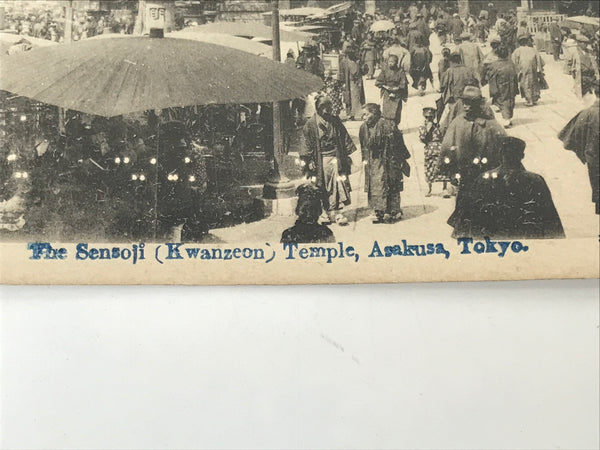 The Sensoji (Kwanzeon) Temple, Asakusa, Tokyo.